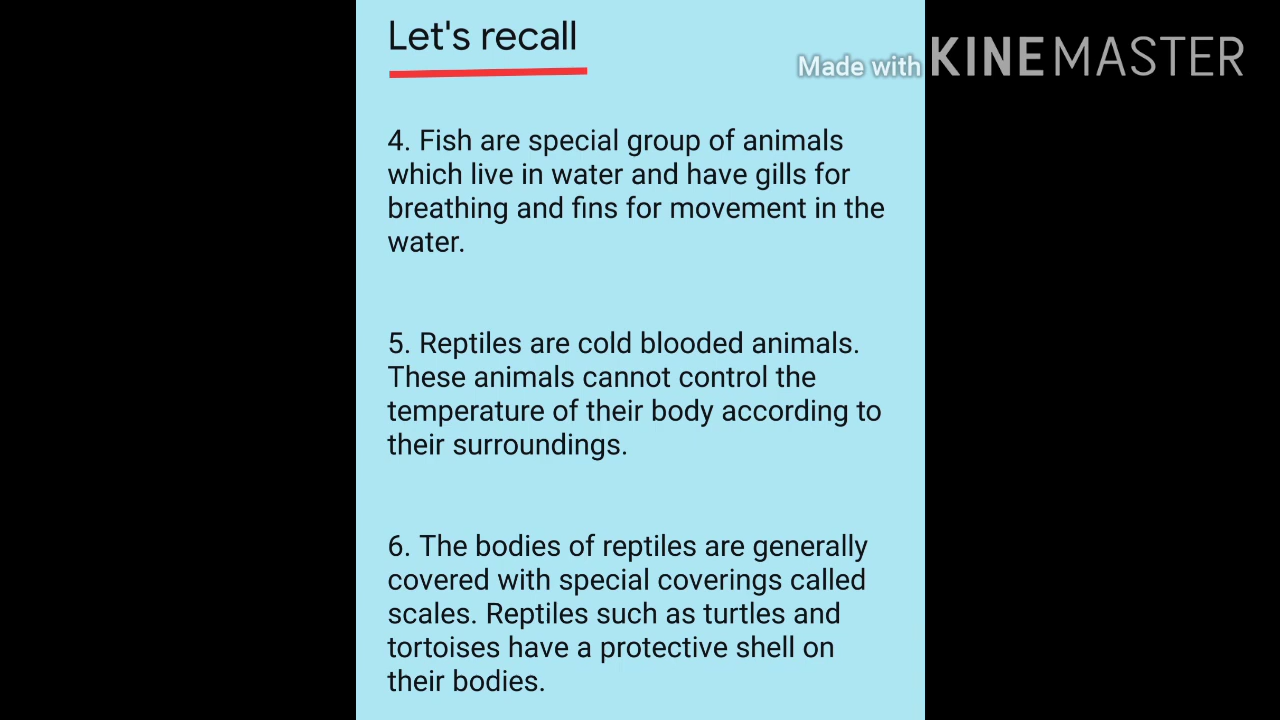 Let's recall
Made with KINEMASTER
4. Fish are special group of animals
which live in water and have gills for
breathing and fins for movement in the
water.
5. Reptiles are cold blooded animals.
These animals cannot control the
temperature of their body according to
their surroundings.
6. The bodies of reptiles are generally
covered with special coverings called
scales. Reptiles such as turtles and
tortoises have a protective shell on
their bodies.